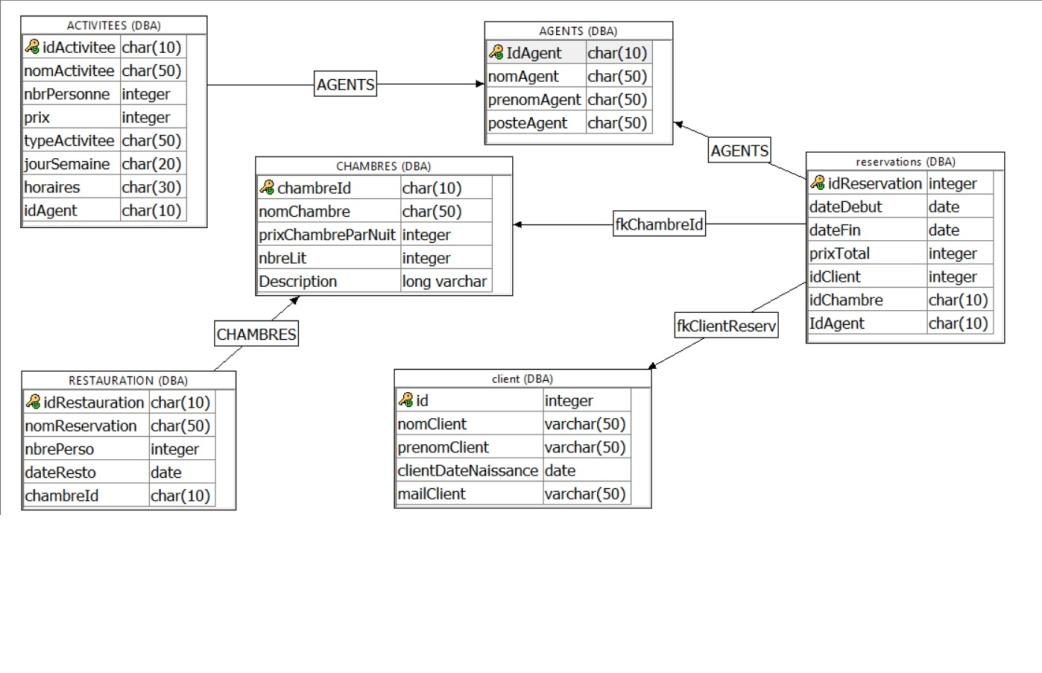 ACTIVITEES (DBA)
idActivitee char(10)
nomActivitee char(50)
nbrPersonne integer
prix integer
typeActivitee char(50)
jourSemaine char(20)
horaires char(30)
idAgent char(10)
AGENTS
AGENTS (DBA)
IdAgent char(10)
nomAgent char(50)
prenomAgent char(50)
posteAgent char(50)
AGENTS
CHAMBRES (DBA)
chambreId char(10)
nomChambre char(50)
prixChambreParNuit integer
nbreLit integer
Description long varchar
fkChambreId
reservations (DBA)
idReservation integer
dateDebut date
dateFin date
prixTotal integer
idClient integer
idChambre char(10)
IdAgent char(10)
CHAMBRES
fkClientReserv
RESTAURATION (DBA)
idRestauration char(10)
nomReservation char(50)
nbrePerso integer
dateResto date
chambreId char(10)
client (DBA)
id integer
nomClient varchar(50)
prenomClient varchar(50)
clientDateNaissance date
mailClient varchar(50)